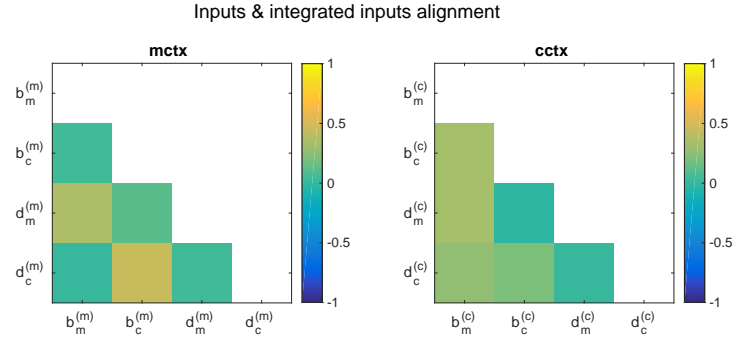 Inputs & integrated inputs alignment
mctx
cctx
b_m^(m)
b_c^(m)
d_m^(m)
d_c^(m)
b_m^(m) b_c^(m) d_m^(m) d_c^(m)
1
0.5
0
-0.5
-1
b_m^(c)
b_c^(c)
d_m^(c)
d_c^(c)
b_m^(c) b_c^(c) d_m^(c) d_c^(c)
1
0.5
0
-0.5
-1